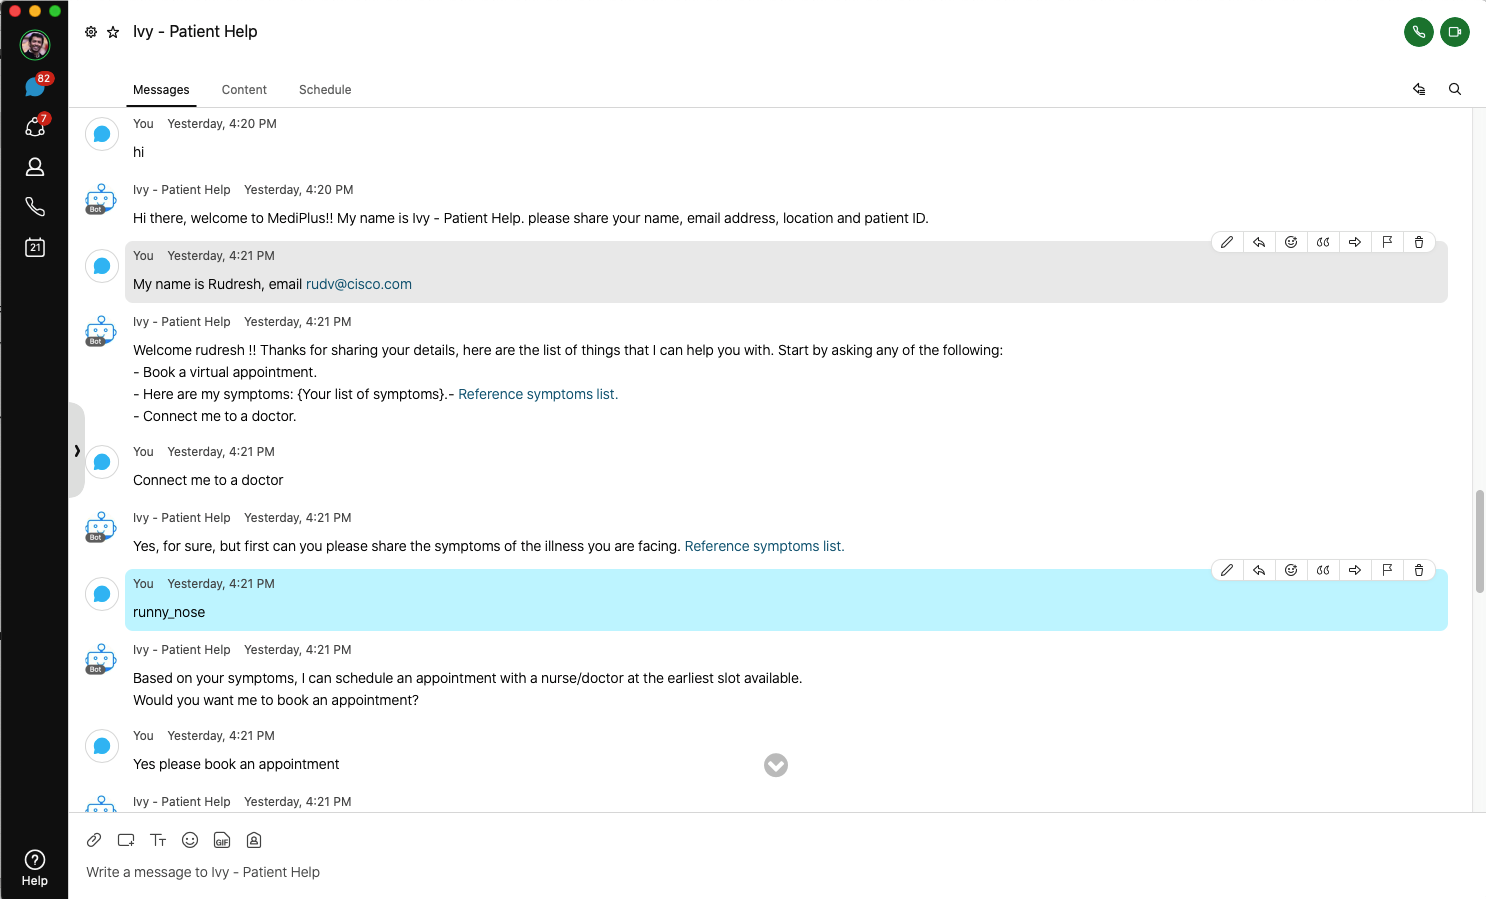 Ivy - Patient Help
82
7
21
Messages Content Schedule
You Yesterday, 4:20 PM
hi
Ivy - Patient Help Yesterday, 4:20 PM
Bot
Hi there, welcome to MediPlus!! My name is Ivy - Patient Help. please share your name, email address, location and patient ID.
You Yesterday, 4:21 PM
My name is Rudresh, email rudv@cisco.com
Ivy - Patient Help Yesterday, 4:21 PM
Bot
Welcome rudresh !! Thanks for sharing your details, here are the list of things that I can help you with. Start by asking any of the following:
- Book a virtual appointment.
- Here are my symptoms: {Your list of symptoms}.- Reference symptoms list.
- Connect me to a doctor.
You Yesterday, 4:21 PM
Connect me to a doctor
Ivy - Patient Help Yesterday, 4:21 PM
Bot
Yes, for sure, but first can you please share the symptoms of the illness you are facing. Reference symptoms list.
You Yesterday, 4:21 PM
runny_nose
Ivy - Patient Help Yesterday, 4:21 PM
Bot
Based on your symptoms, I can schedule an appointment with a nurse/doctor at the earliest slot available.
Would you want me to book an appointment?
You Yesterday, 4:21 PM
Yes please book an appointment
Ivy - Patient Help Yesterday, 4:21 PM
GIF
Write a message to Ivy - Patient Help
Help